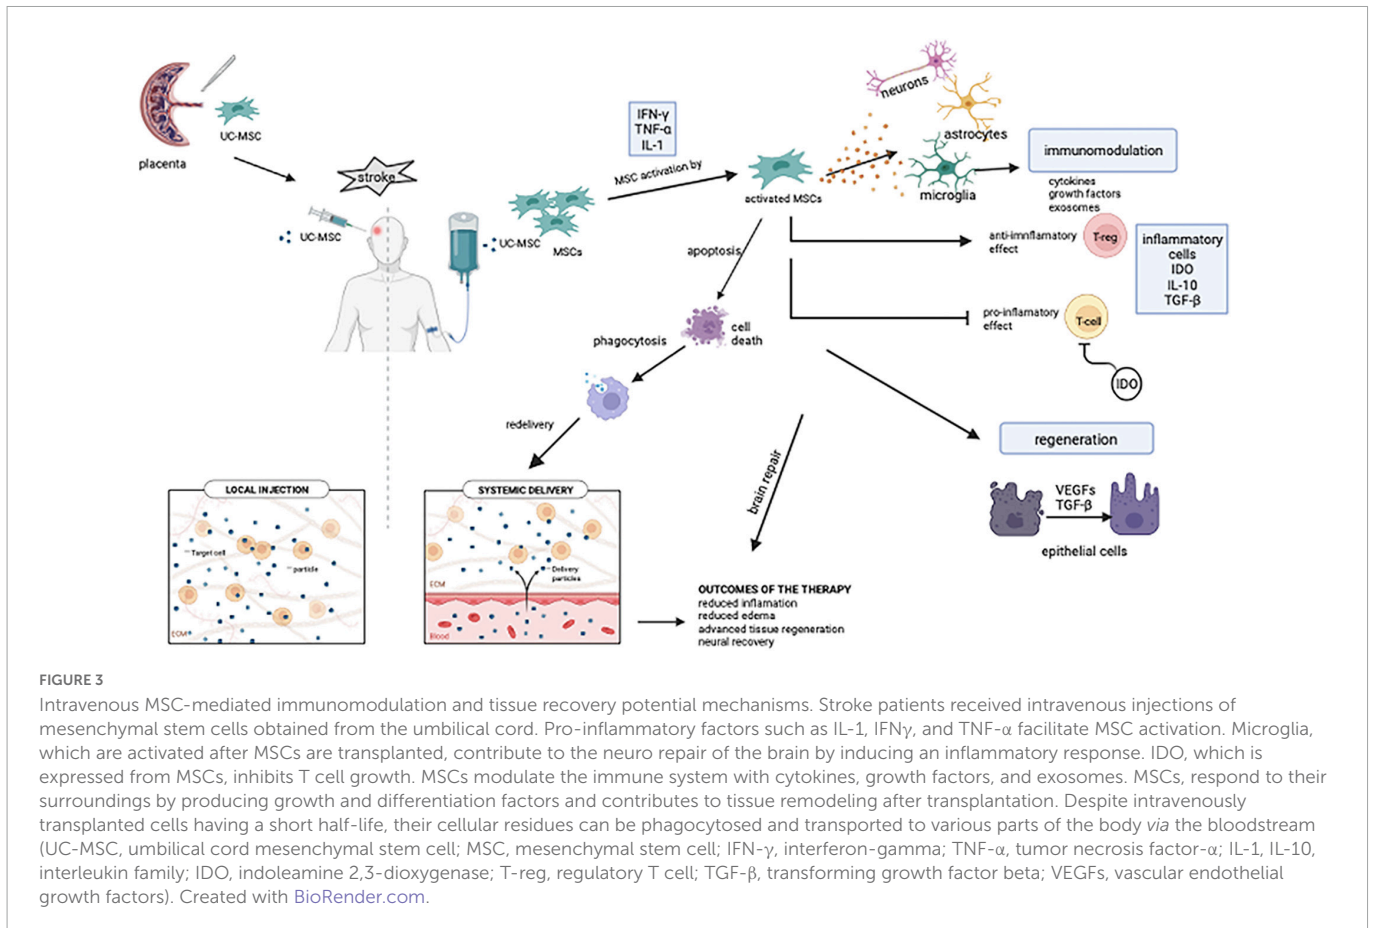 placenta
UC-MSC
stroke
UC-MSC
UC-MSC
MSCs
IFN-γ
TNF-α
IL-1
MSC activation by
activated MSCs
neurons
astrocytes
microglia
immunomodulation
cytokines
growth factors
exosomes
anti-imnflamatory
effect
T-reg
inflammatory
cells
IDO
IL-10
TGF-β
pro-inflamatory
effect
T-cell
IDO
apoptosis
cell
death
phagocytosis
redelivery
brain repair
regeneration
VEGFs
TGF-β
epithelial cells
LOCAL INJECTION
Target cell
particle
ECM
SYSTEMIC DELIVERY
ECM
Delivery
particles
Blood
OUTCOMES OF THE THERAPY
reduced inflamation
reduced edema
advanced tissue regeneration
neural recovery
FIGURE 3
Intravenous MSC-mediated immunomodulation and tissue recovery potential mechanisms. Stroke patients received intravenous injections of
mesenchymal stem cells obtained from the umbilical cord. Pro-inflammatory factors such as IL-1, IFNγ, and TNF-α facilitate MSC activation. Microglia,
which are activated after MSCs are transplanted, contribute to the neuro repair of the brain by inducing an inflammatory response. IDO, which is
expressed from MSCs, inhibits T cell growth. MSCs modulate the immune system with cytokines, growth factors, and exosomes. MSCs, respond to their
surroundings by producing growth and differentiation factors and contributes to tissue remodeling after transplantation. Despite intravenously
transplanted cells having a short half-life, their cellular residues can be phagocytosed and transported to various parts of the body via the bloodstream
(UC-MSC, umbilical cord mesenchymal stem cell; MSC, mesenchymal stem cell; IFN-γ, interferon-gamma; TNF-α, tumor necrosis factor-α; IL-1, IL-10,
interleukin family; IDO, indoleamine 2,3-dioxygenase; T-reg, regulatory T cell; TGF-β, transforming growth factor beta; VEGFs, vascular endothelial
growth factors). Created with BioRender.com.